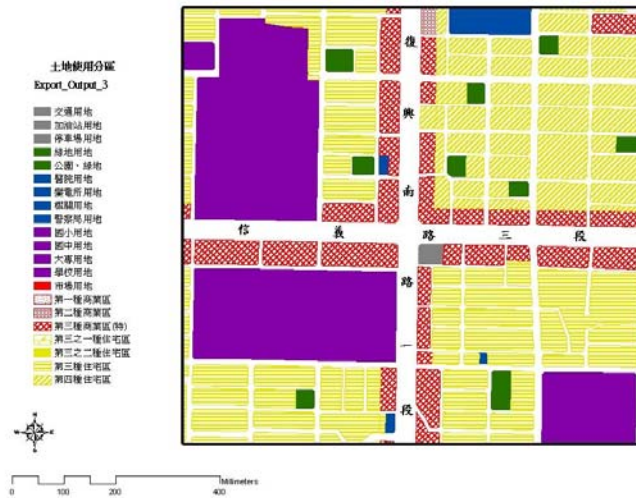 土地使用分區
Export_Output_3
交通用地
加油站用地
停車場用地
綠地用地
公園、綠地
醫院用地
變電所用地
機關用地
警察局用地
國小用地
國中用地
大專用地
學校用地
市場用地
第一種商業區
第二種商業區
第三種商業區(特)
第三之一種住宅區
第三之二種住宅區
第三種住宅區
第四種住宅區
復興南路一段
信義路三段
N
W E
S
Millimeters
0 100 200 400